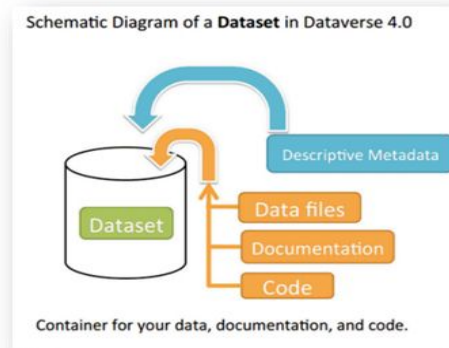 Schematic Diagram of a Dataset in Dataverse 4.0
Descriptive Metadata
Data files
Dataset
Documentation
Code
Container for your data, documentation, and code.